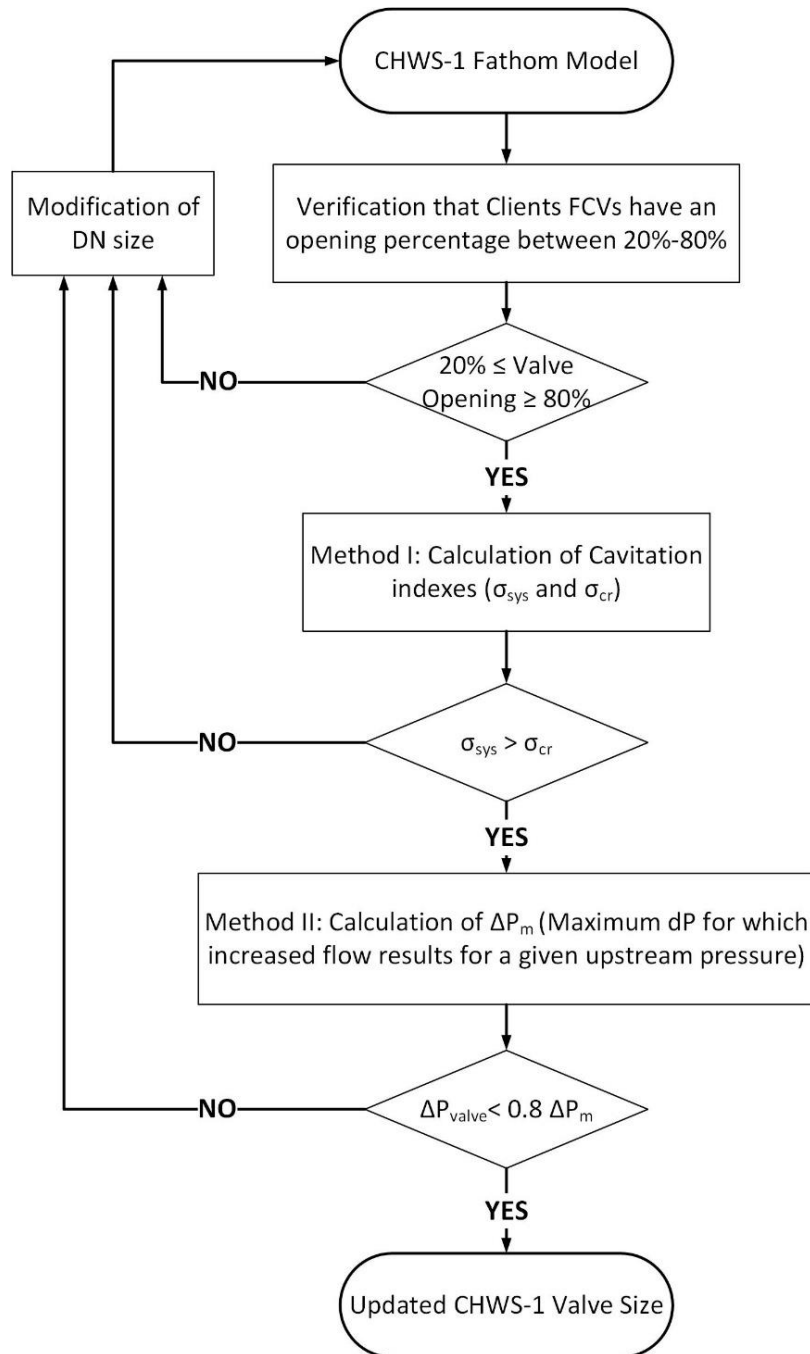 CHWS-1 Fathom Model
Modification of
DN size
Verification that Clients FCVs have an
opening percentage between 20%-80%
20% ≤ Valve
Opening ≥ 80%
NO
YES
Method I: Calculation of Cavitation
indexes (σsys and σcr)
σsys > σcr
NO
YES
Method II: Calculation of ΔPm (Maximum dP for which
increased flow results for a given upstream pressure)
ΔPvalve< 0.8 ΔPm
NO
YES
Updated CHWS-1 Valve Size